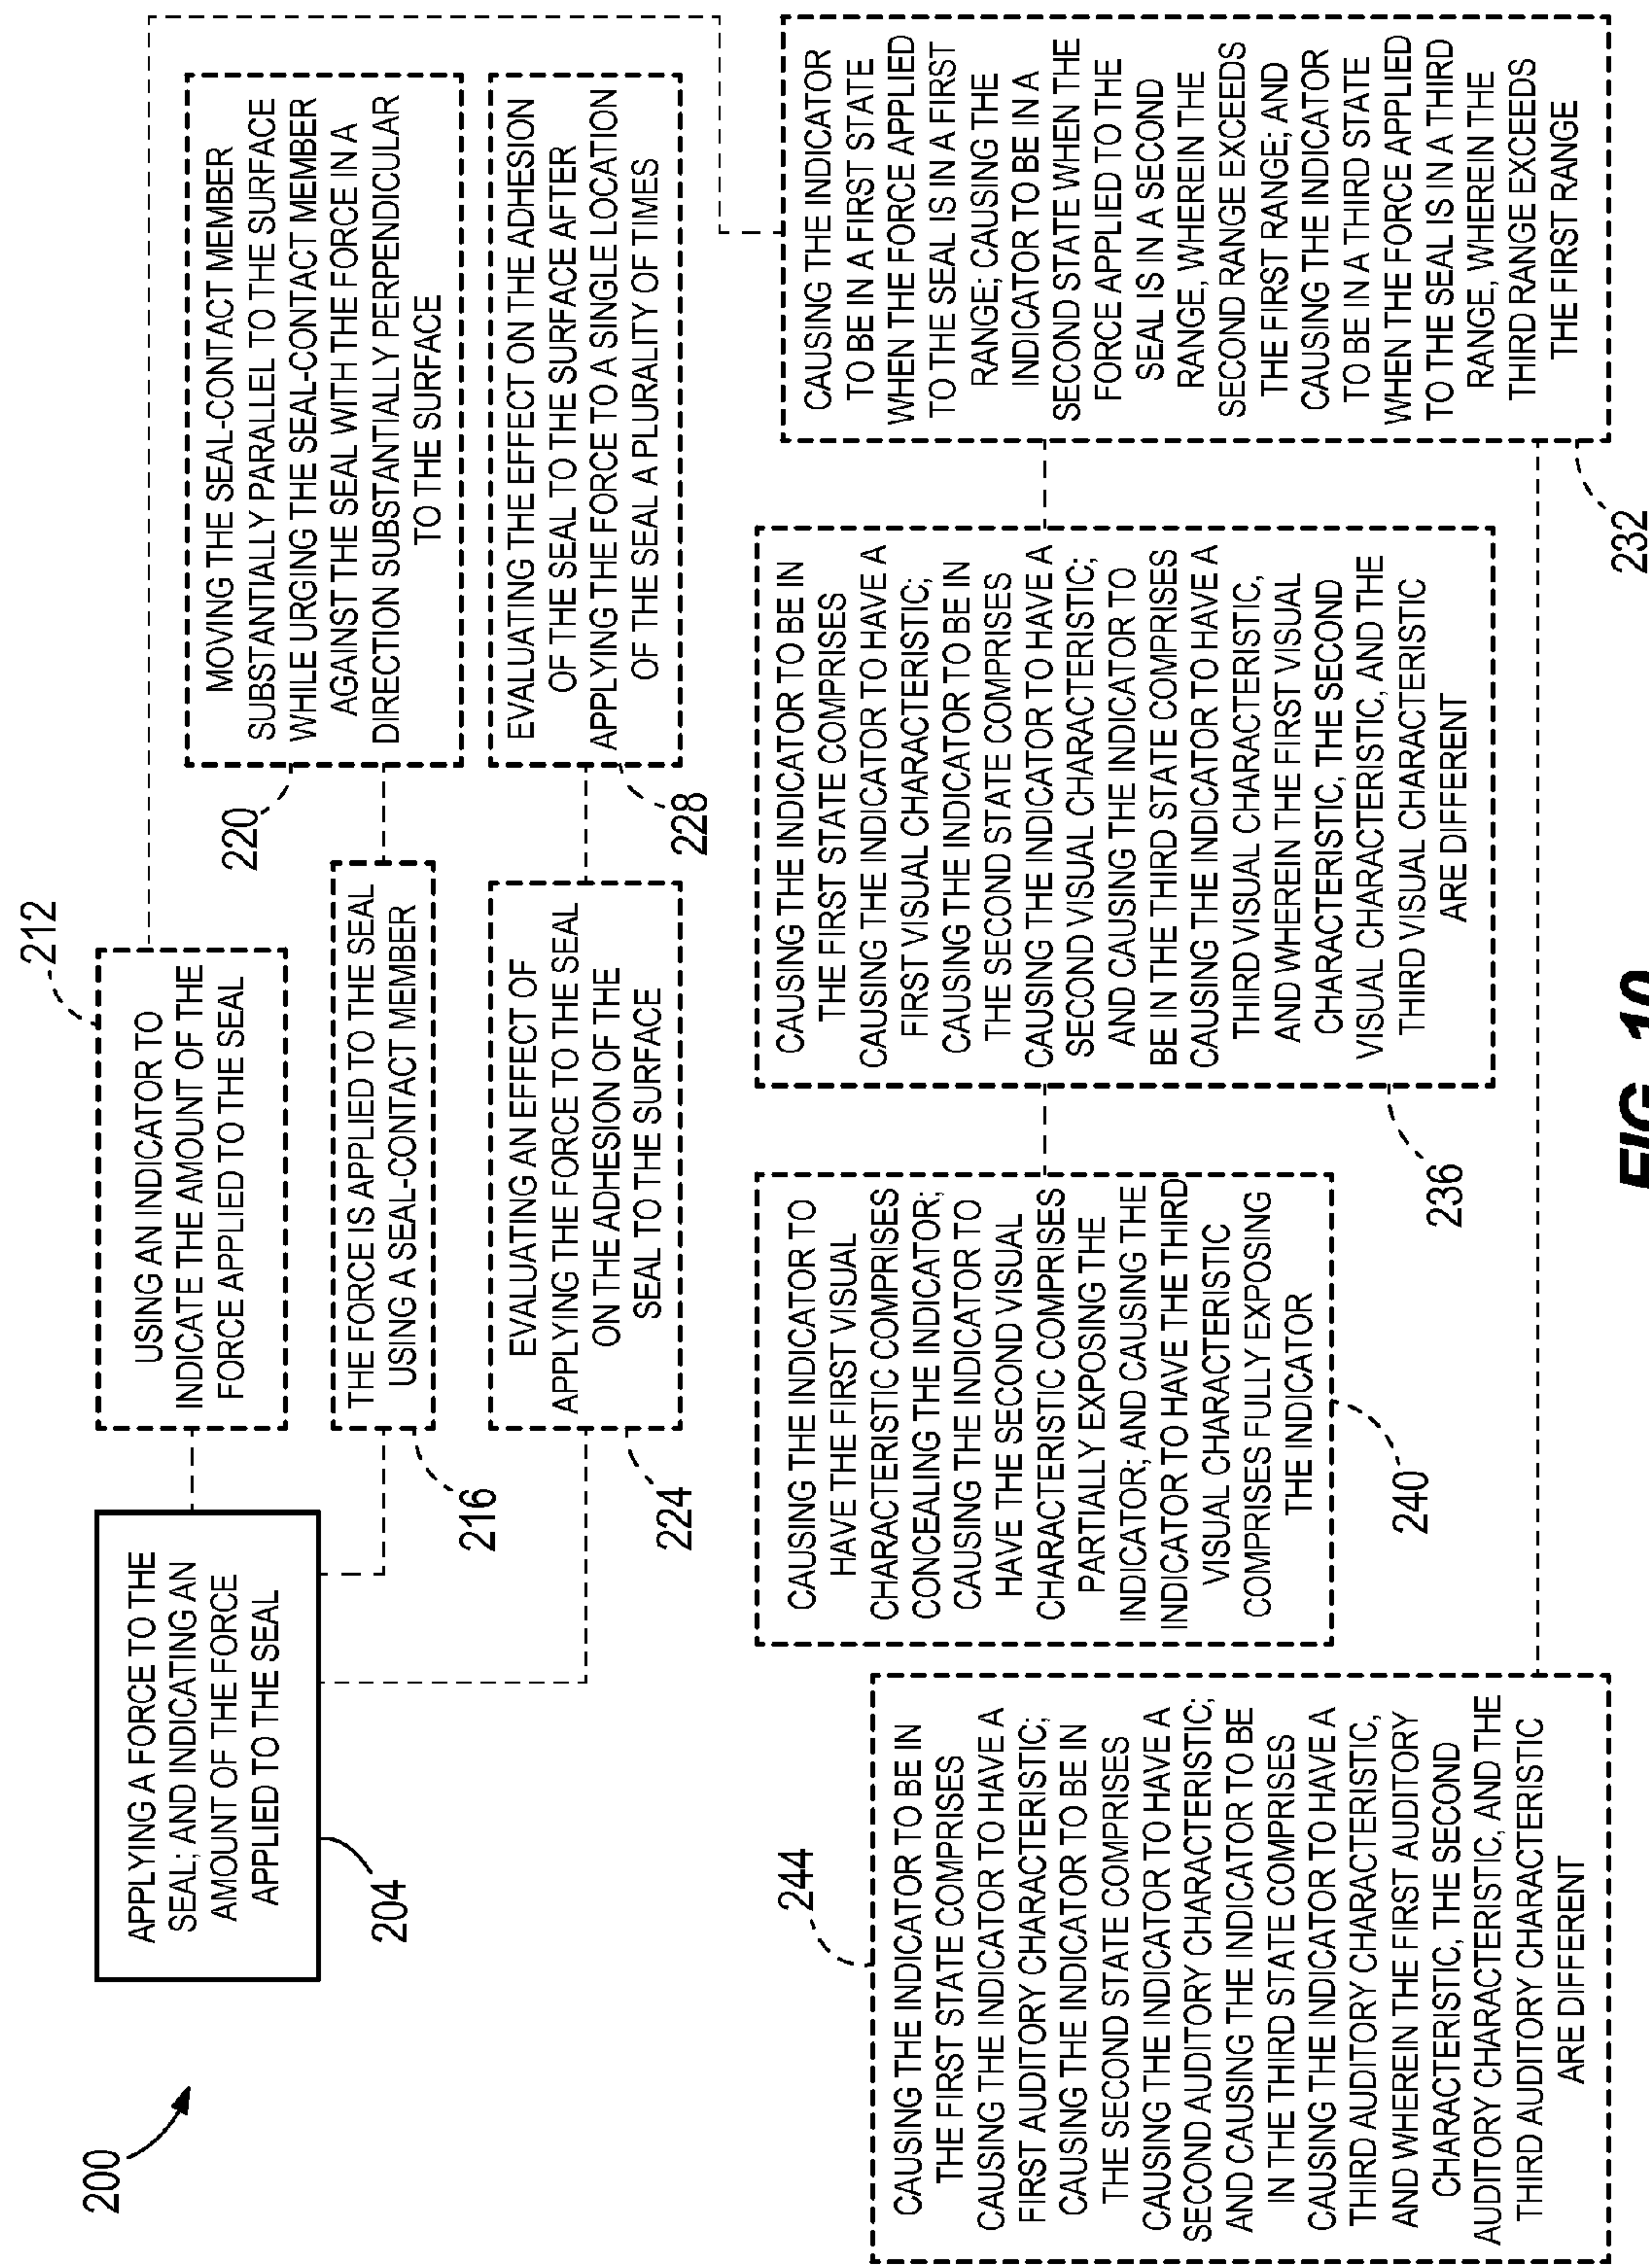 200
APPLYING A FORCE TO THE
SEAL; AND INDICATING AN
AMOUNT OF THE FORCE
APPLIED TO THE SEAL
204
212
USING AN INDICATOR TO
INDICATE THE AMOUNT OF THE
FORCE APPLIED TO THE SEAL
THE FORCE IS APPLIED TO THE SEAL
USING A SEAL-CONTACT MEMBER
216
220
MOVING THE SEAL-CONTACT MEMBER
SUBSTANTIALLY PARALLEL TO THE SURFACE
WHILE URGING THE SEAL-CONTACT MEMBER
AGAINST THE SEAL WITH THE FORCE IN A
DIRECTION SUBSTANTIALLY PERPENDICULAR
TO THE SURFACE
EVALUATING AN EFFECT OF
APPLYING THE FORCE TO THE SEAL
ON THE ADHESION OF THE
SEAL TO THE SURFACE
224
EVALUATING THE EFFECT ON THE ADHESION
OF THE SEAL TO THE SURFACE AFTER
APPLYING THE FORCE TO A SINGLE LOCATION
OF THE SEAL A PLURALITY OF TIMES
228
244
CAUSING THE INDICATOR TO BE IN
THE FIRST STATE COMPRISES
CAUSING THE INDICATOR TO HAVE A
FIRST AUDITORY CHARACTERISTIC;
CAUSING THE INDICATOR TO BE IN
THE SECOND STATE COMPRISES
CAUSING THE INDICATOR TO HAVE A
SECOND AUDITORY CHARACTERISTIC;
AND CAUSING THE INDICATOR TO BE
IN THE THIRD STATE COMPRISES
CAUSING THE INDICATOR TO HAVE A
THIRD AUDITORY CHARACTERISTIC,
AND WHEREIN THE FIRST AUDITORY
CHARACTERISTIC, THE SECOND
AUDITORY CHARACTERISTIC, AND THE
THIRD AUDITORY CHARACTERISTIC
ARE DIFFERENT
CAUSING THE INDICATOR TO
HAVE THE FIRST VISUAL
CHARACTERISTIC COMPRISES
CONCEALING THE INDICATOR;
CAUSING THE INDICATOR TO
HAVE THE SECOND VISUAL
CHARACTERISTIC COMPRISES
PARTIALLY EXPOSING THE
INDICATOR; AND CAUSING THE
INDICATOR TO HAVE THE THIRD
VISUAL CHARACTERISTIC
COMPRISES FULLY EXPOSING
THE INDICATOR
240
CAUSING THE INDICATOR TO BE IN
THE FIRST STATE COMPRISES
CAUSING THE INDICATOR TO HAVE A
FIRST VISUAL CHARACTERISTIC;
CAUSING THE INDICATOR TO BE IN
THE SECOND STATE COMPRISES
CAUSING THE INDICATOR TO HAVE A
SECOND VISUAL CHARACTERISTIC;
AND CAUSING THE INDICATOR TO
BE IN THE THIRD STATE COMPRISES
CAUSING THE INDICATOR TO HAVE A
THIRD VISUAL CHARACTERISTIC,
AND WHEREIN THE FIRST VISUAL
CHARACTERISTIC, THE SECOND
VISUAL CHARACTERISTIC, AND THE
THIRD VISUAL CHARACTERISTIC
ARE DIFFERENT
236
CAUSING THE INDICATOR
TO BE IN A FIRST STATE
WHEN THE FORCE APPLIED
TO THE SEAL IS IN A FIRST
RANGE; CAUSING THE
INDICATOR TO BE IN A
SECOND STATE WHEN THE
FORCE APPLIED TO THE
SEAL IS IN A SECOND
RANGE, WHEREIN THE
SECOND RANGE EXCEEDS
THE FIRST RANGE; AND
CAUSING THE INDICATOR
TO BE IN A THIRD STATE
WHEN THE FORCE APPLIED
TO THE SEAL IS IN A THIRD
RANGE, WHEREIN THE
THIRD RANGE EXCEEDS
THE FIRST RANGE
232
FIG. 10